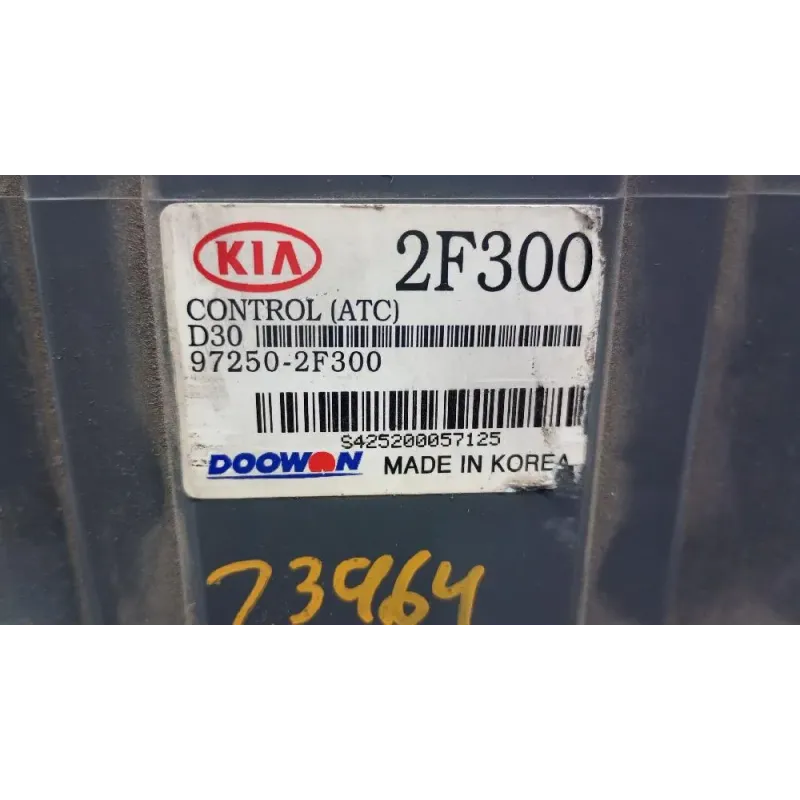 KIA 2F300
CONTROL (ATC)
D30
97250-2F300
S425200057125
DOOWON MADE IN KOREA
73964